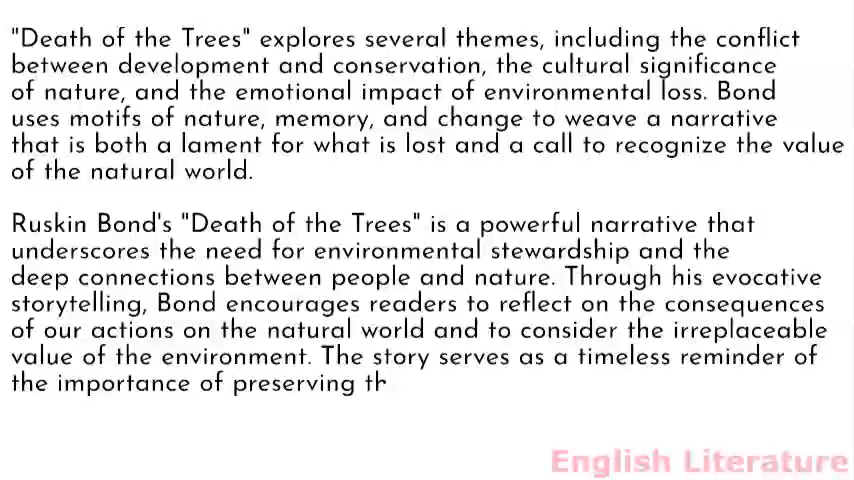 "Death of the Trees" explores several themes, including the conflict
between development and conservation, the cultural significance
of nature, and the emotional impact of environmental loss. Bond
uses motifs of nature, memory, and change to weave a narrative
that is both a lament for what is lost and a call to recognize the value
of the natural world.
Ruskin Bond's "Death of the Trees" is a powerful narrative that
underscores the need for environmental stewardship and the
deep connections between people and nature. Through his evocative
storytelling, Bond encourages readers to reflect on the consequences
of our actions on the natural world and to consider the irreplaceable
value of the environment. The story serves as a timeless reminder of
the importance of preserving th
English Literature